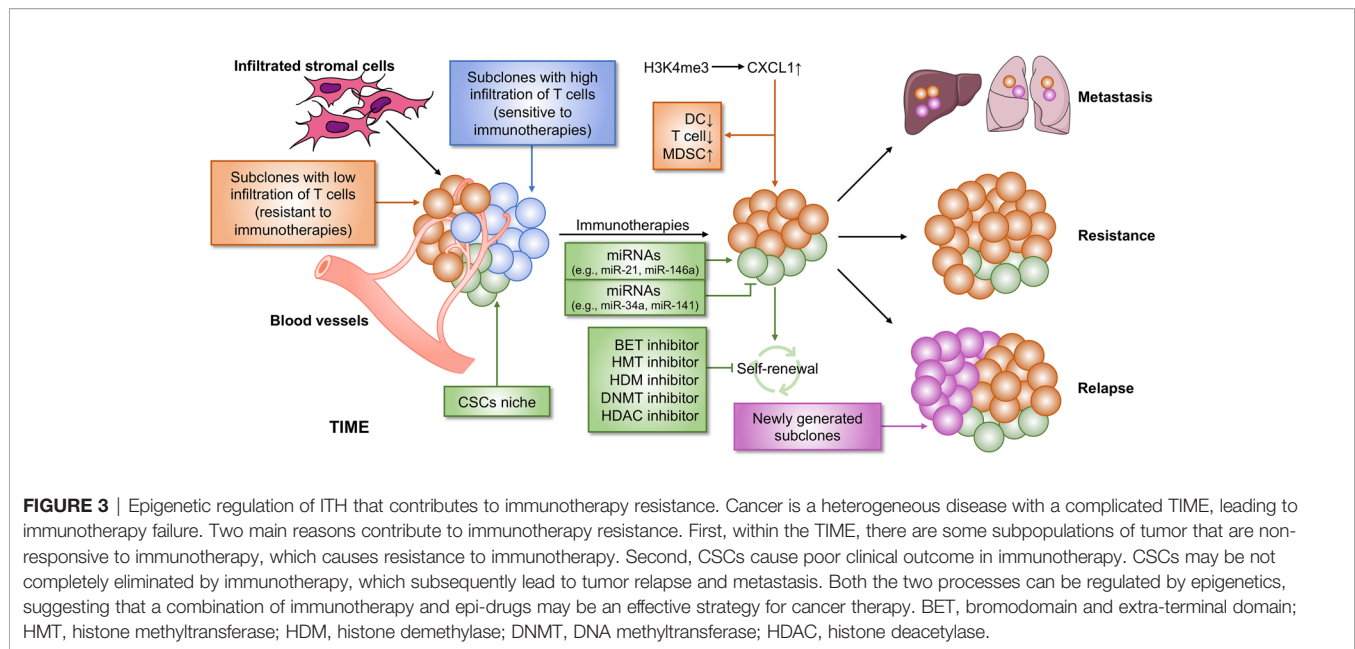 Infiltrated stromal cells
Subclones with high
infiltration of T cells
(sensitive to
immunotherapies)
Subclones with low
infiltration of T cells
(resistant to
immunotherapies)
Blood vessels
CSCs niche
TIME
H3K4me3
CXCL1↑
DC↓
T cell↓
MDSC↑
Immunotherapies
miRNAs
(e.g., miR-21, miR-146a)
miRNAs
(e.g., miR-34a, miR-141)
BET inhibitor
HMT inhibitor
HDM inhibitor
DNMT inhibitor
HDAC inhibitor
Self-renewal
Newly generated
subclones
Metastasis
Resistance
Relapse
FIGURE 3 | Epigenetic regulation of ITH that contributes to immunotherapy resistance. Cancer is a heterogeneous disease with a complicated TIME, leading to
immunotherapy failure. Two main reasons contribute to immunotherapy resistance. First, within the TIME, there are some subpopulations of tumor that are non-
responsive to immunotherapy, which causes resistance to immunotherapy. Second, CSCs cause poor clinical outcome in immunotherapy. CSCs may be not
completely eliminated by immunotherapy, which subsequently lead to tumor relapse and metastasis. Both the two processes can be regulated by epigenetics,
suggesting that a combination of immunotherapy and epi-drugs may be an effective strategy for cancer therapy. BET, bromodomain and extra-terminal domain;
HMT, histone methyltransferase; HDM, histone demethylase; DNMT, DNA methyltransferase; HDAC, histone deacetylase.